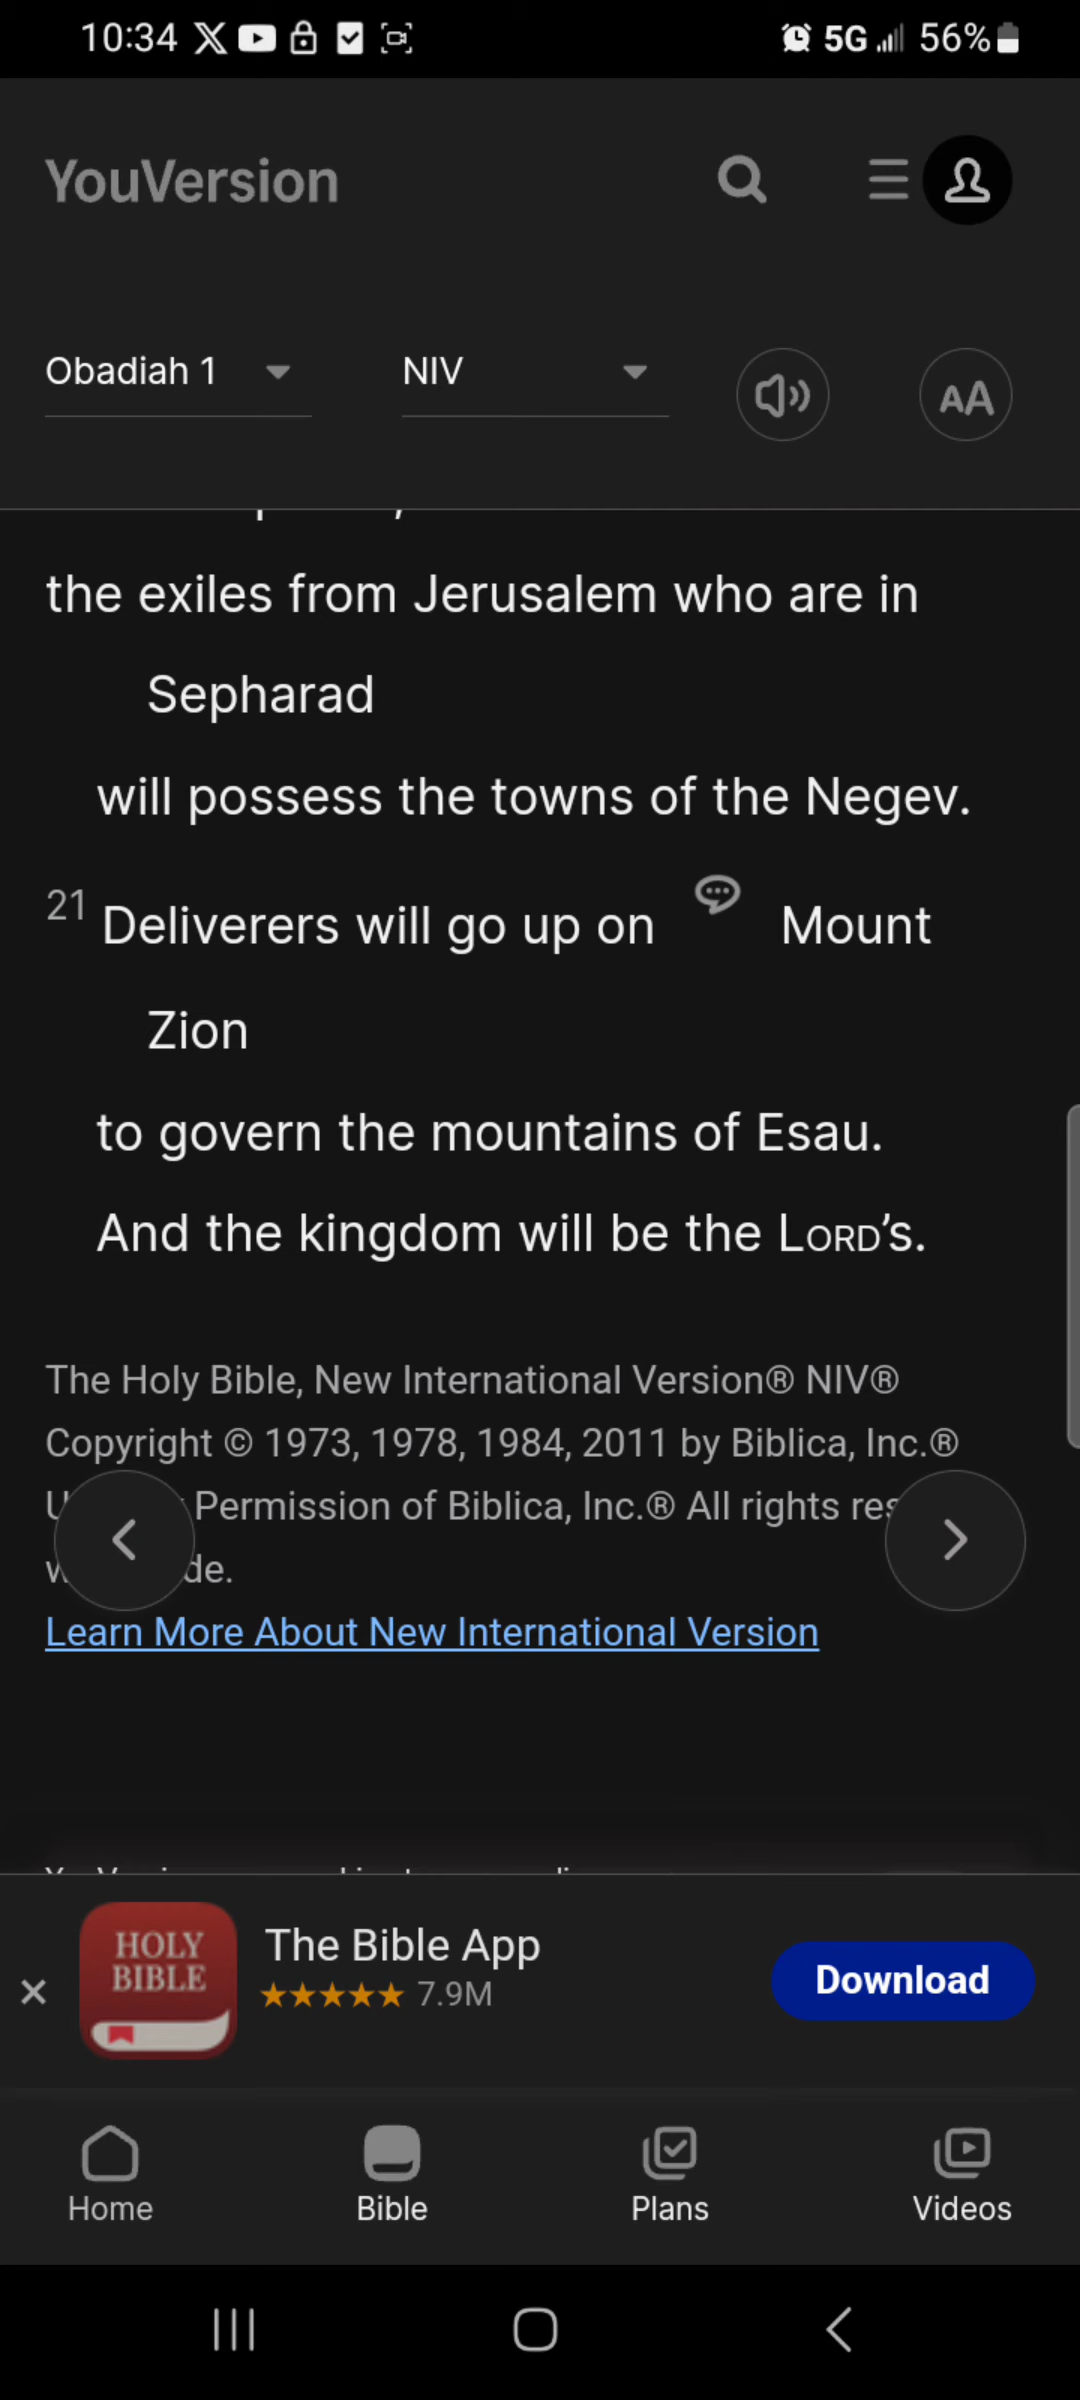 10:34 5G 56%
YouVersion
Obadiah 1 NIV AA
the exiles from Jerusalem who are in
Sepharad
will possess the towns of the Negev.
21 Deliverers will go up on Mount
Zion
to govern the mountains of Esau.
And the kingdom will be the LORD’s.
The Holy Bible, New International Version® NIV®
Copyright © 1973, 1978, 1984, 2011 by Biblica, Inc.®
Permission of Biblica, Inc.® All rights
Learn More About New International Version
HOLY
BIBLE
The Bible App
7.9M
Download
Home Bible Plans Videos